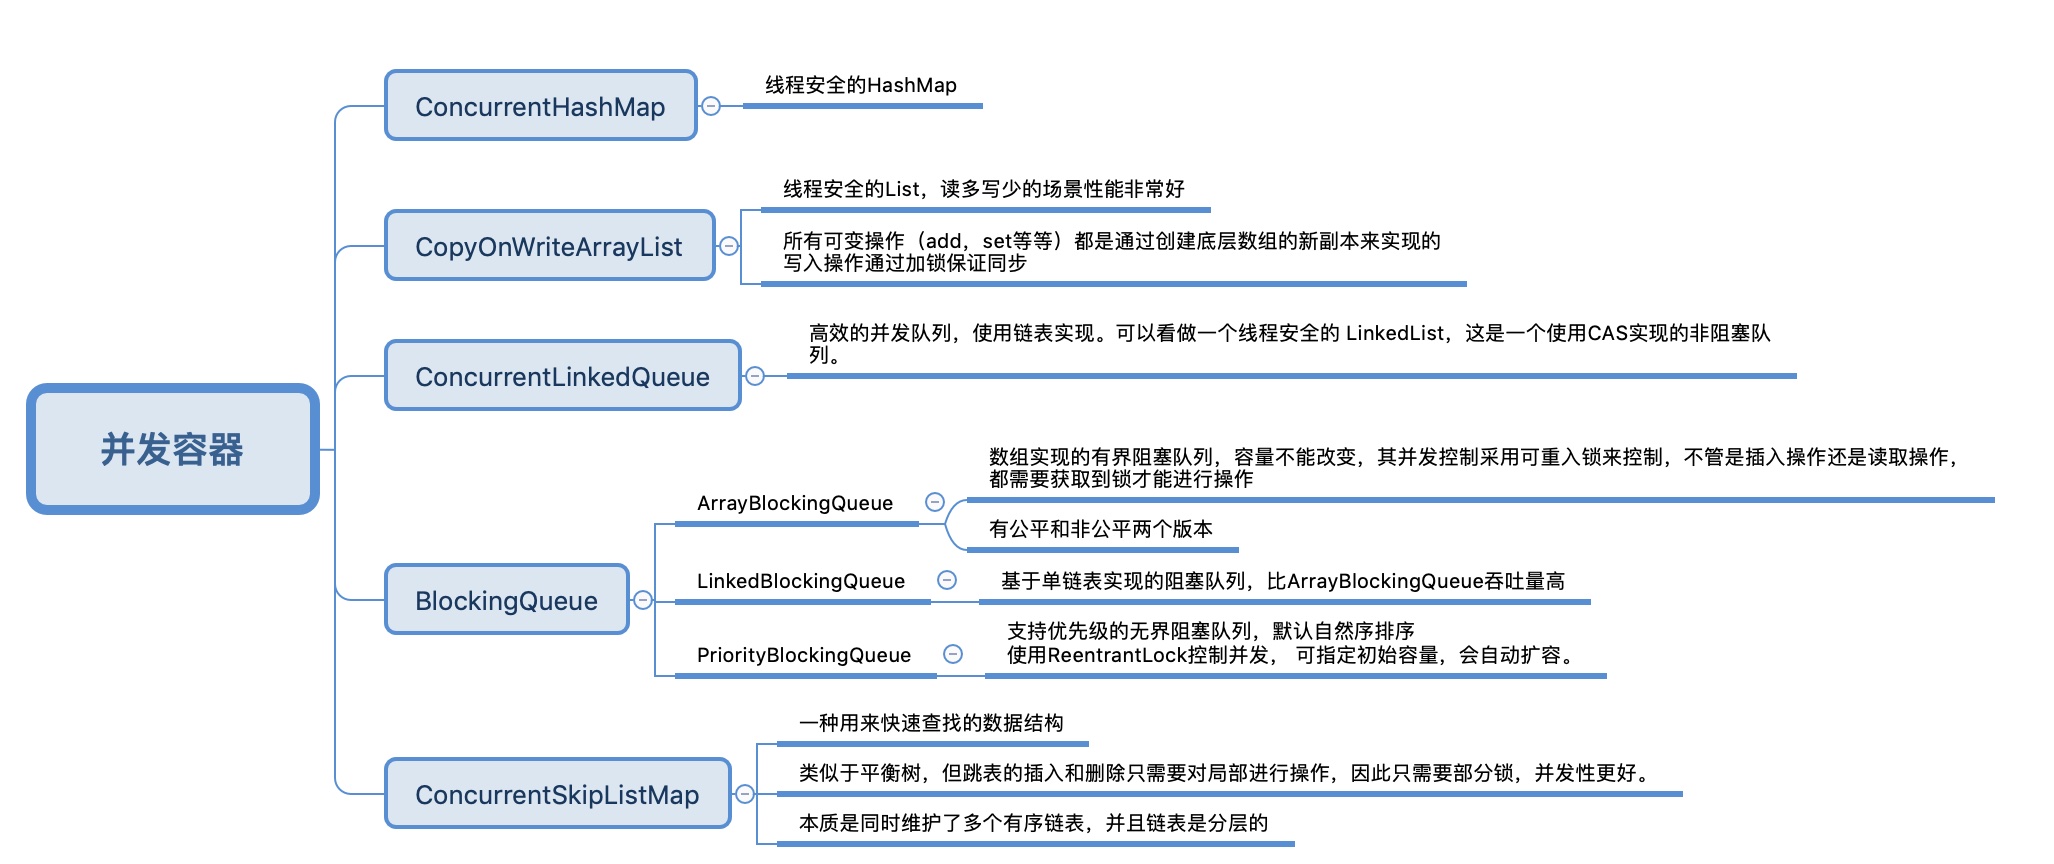 并发容器
ConcurrentHashMap
线程安全的HashMap
CopyOnWriteArrayList
线程安全的List，读多写少的场景性能非常好
所有可变操作（add，set等等）都是通过创建底层数组的新副本来实现的
写入操作通过加锁保证同步
ConcurrentLinkedQueue
高效的并发队列，使用链表实现。可以看做一个线程安全的 LinkedList，这是一个使用CAS实现的非阻塞队
列。
BlockingQueue
ArrayBlockingQueue
数组实现的有界阻塞队列，容量不能改变，其并发控制采用可重入锁来控制，不管是插入操作还是读取操作，
都需要获取到锁才能进行操作
有公平和非公平两个版本
LinkedBlockingQueue
基于单链表实现的阻塞队列，比ArrayBlockingQueue吞吐量高
PriorityBlockingQueue
支持优先级的无界阻塞队列，默认自然序排序
使用ReentrantLock控制并发， 可指定初始容量，会自动扩容。
ConcurrentSkipListMap
一种用来快速查找的数据结构
类似于平衡树，但跳表的插入和删除只需要对局部进行操作，因此只需要部分锁，并发性更好。
本质是同时维护了多个有序链表，并且链表是分层的